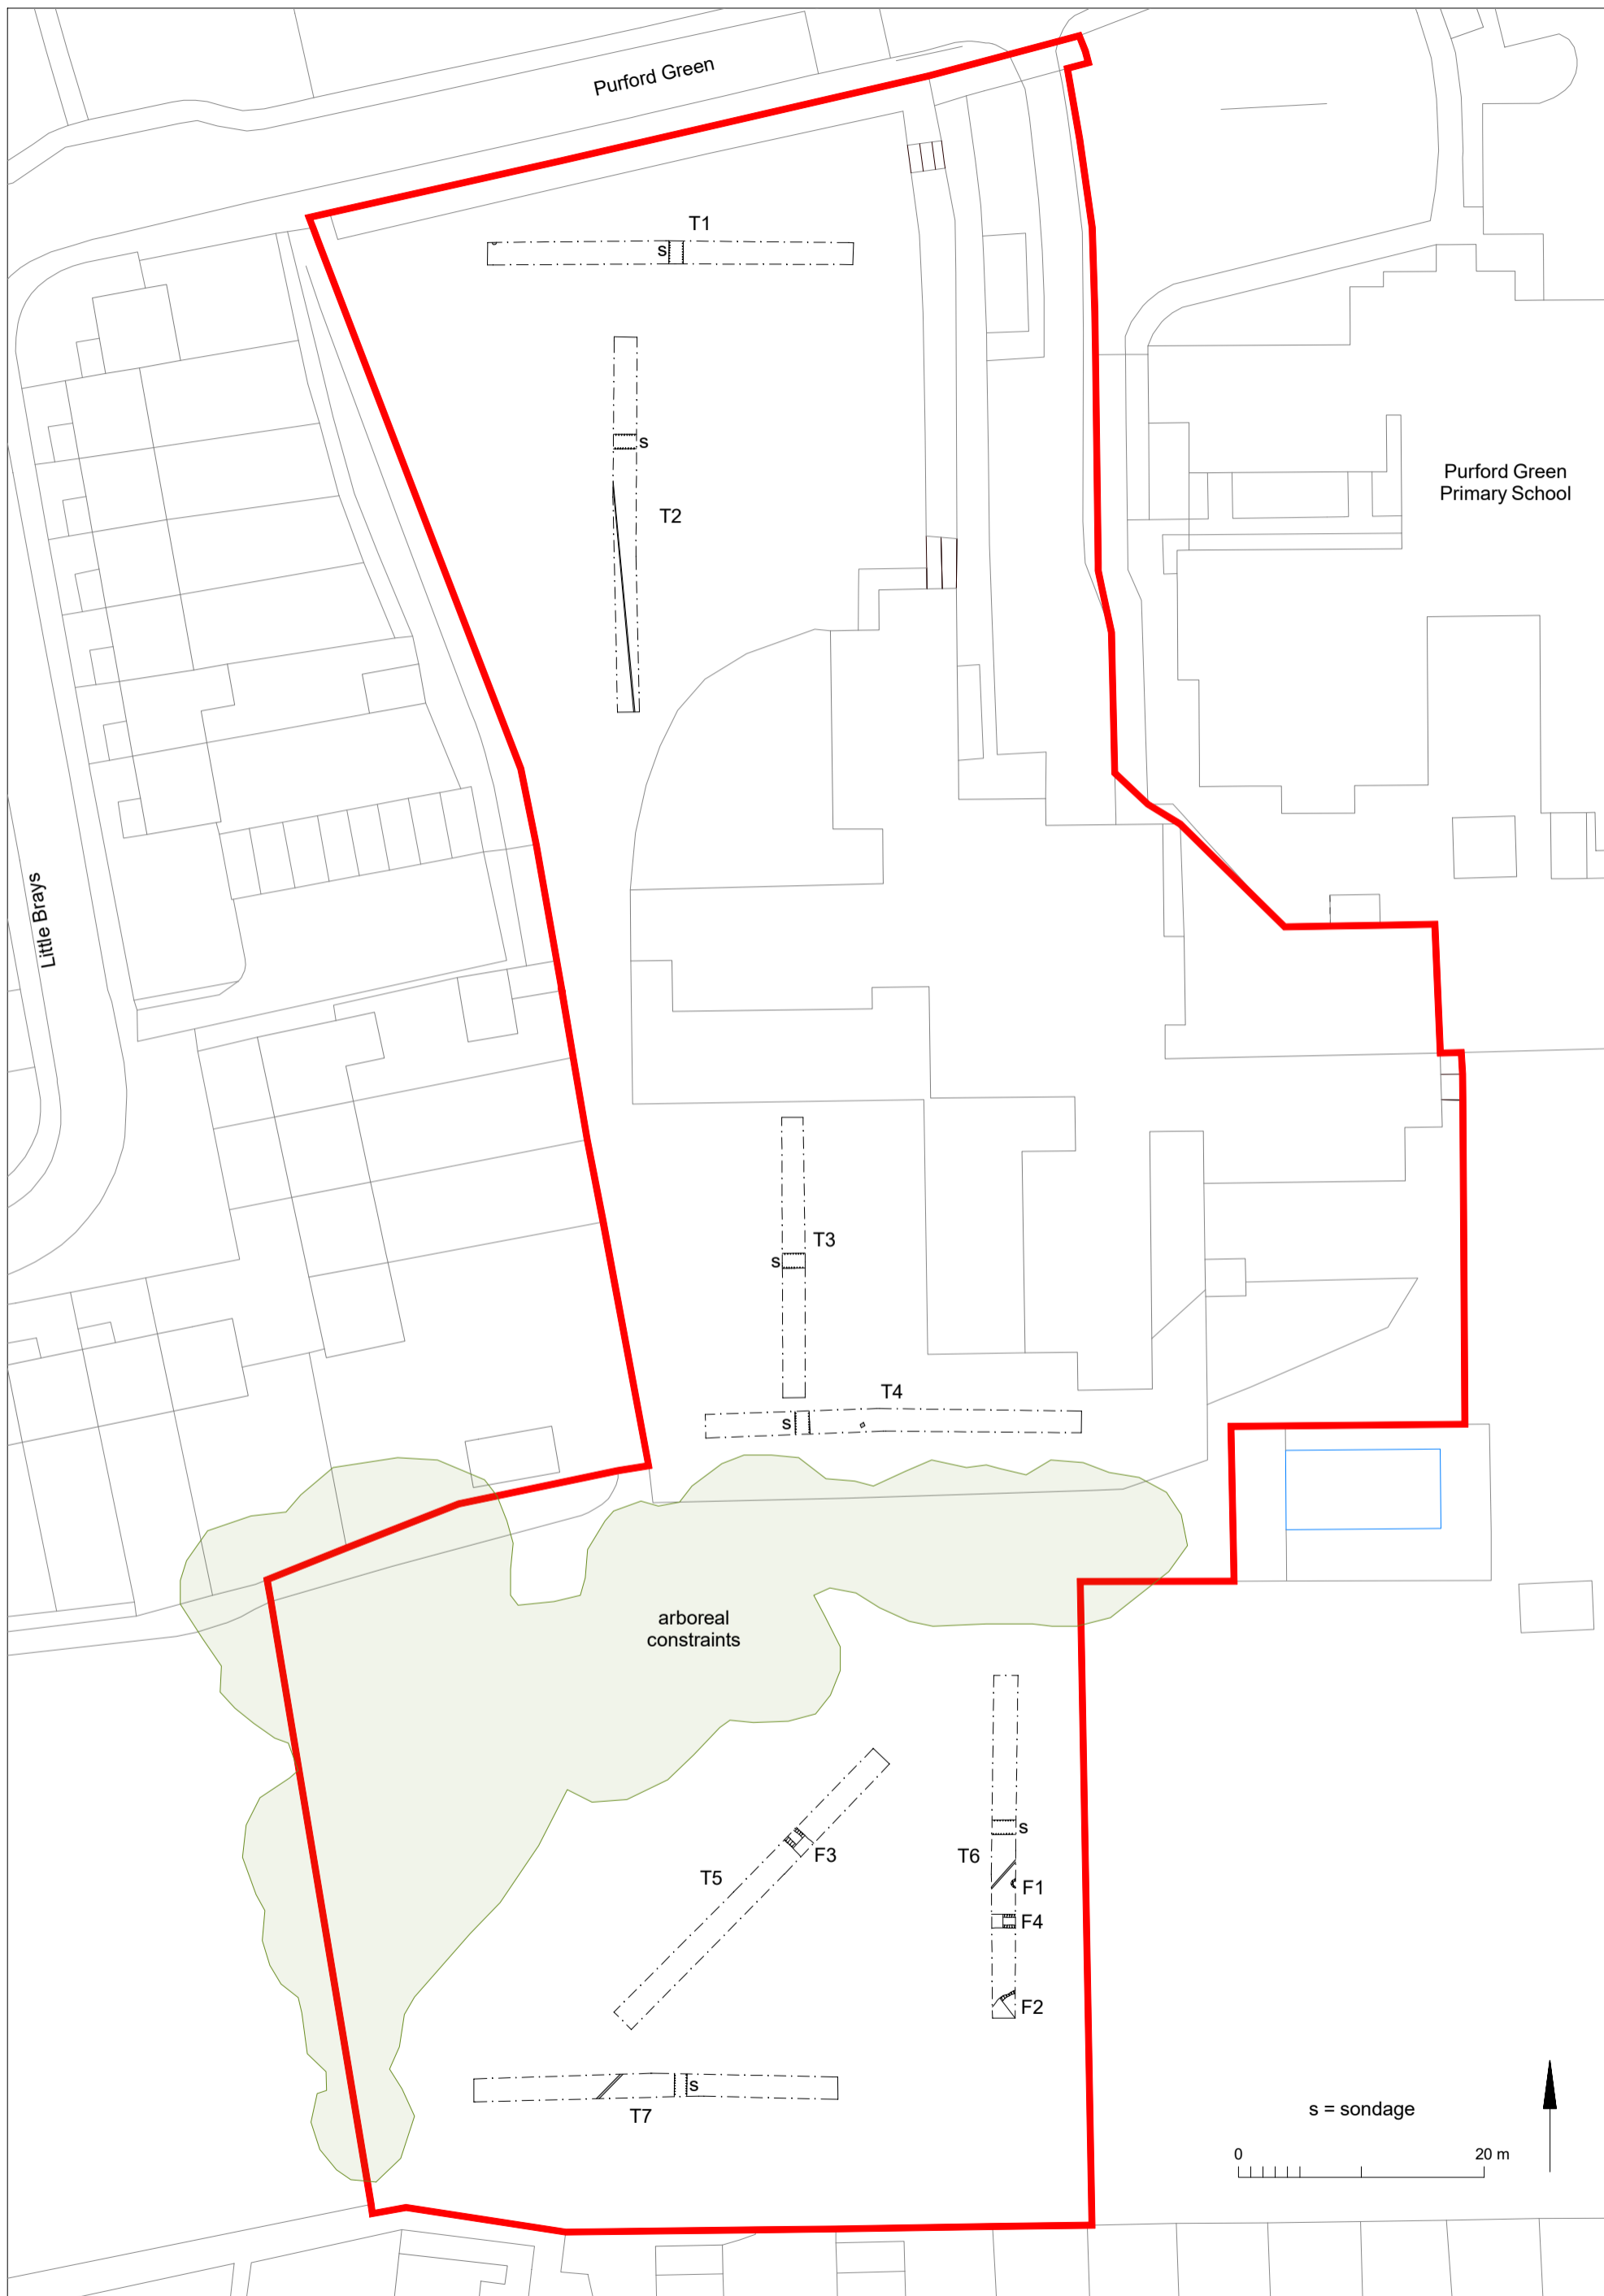 Purford Green
T1
s
s
T2
Purford Green
Primary School
Little Brays
T3
s
T4
s
arboreal
constraints
s
T6
F3
T5
F1
F4
F2
s
T7
s = sondage
0 20 m